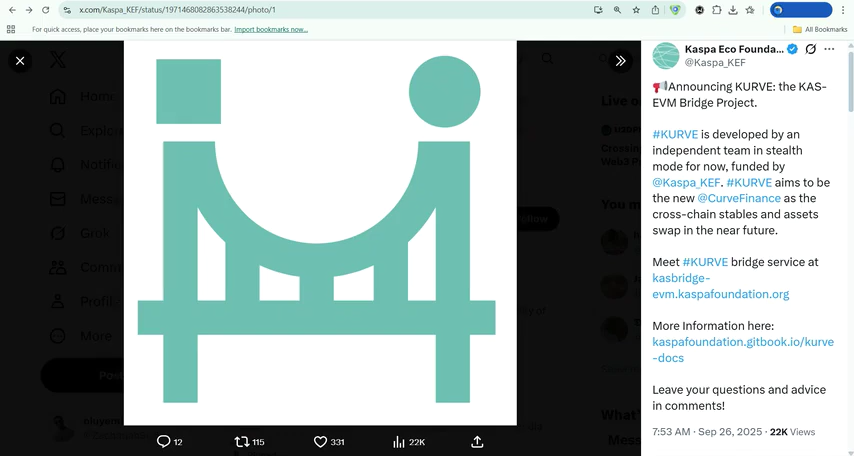 x.com/Kaspa_KEF/status/1971468082863538244/photo/1
For quick access, place your bookmarks here on the bookmarks bar. Import bookmarks now...
All Bookmarks
Home
Grok
More
Kaspa Eco Founda...
@Kaspa_KEF
📢Announcing KURVE: the KAS-
EVM Bridge Project.
#KURVE is developed by an
independent team in stealth
mode for now, funded by
@Kaspa_KEF. #KURVE aims to be
the new @CurveFinance as the
cross-chain stables and assets
swap in the near future.
Meet #KURVE bridge service at
kasbridge-
evm.kaspafoundation.org
More Information here:
kaspafoundation.gitbook.io/kurve
-docs
Leave your questions and advice
in comments!
7:53 AM · Sep 26, 2025 · 22K Views
12
115
331
22K